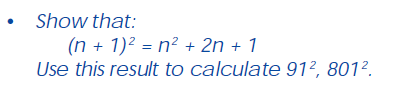 • Show that:
(n + 1)² = n² + 2n + 1
Use this result to calculate 91², 801².